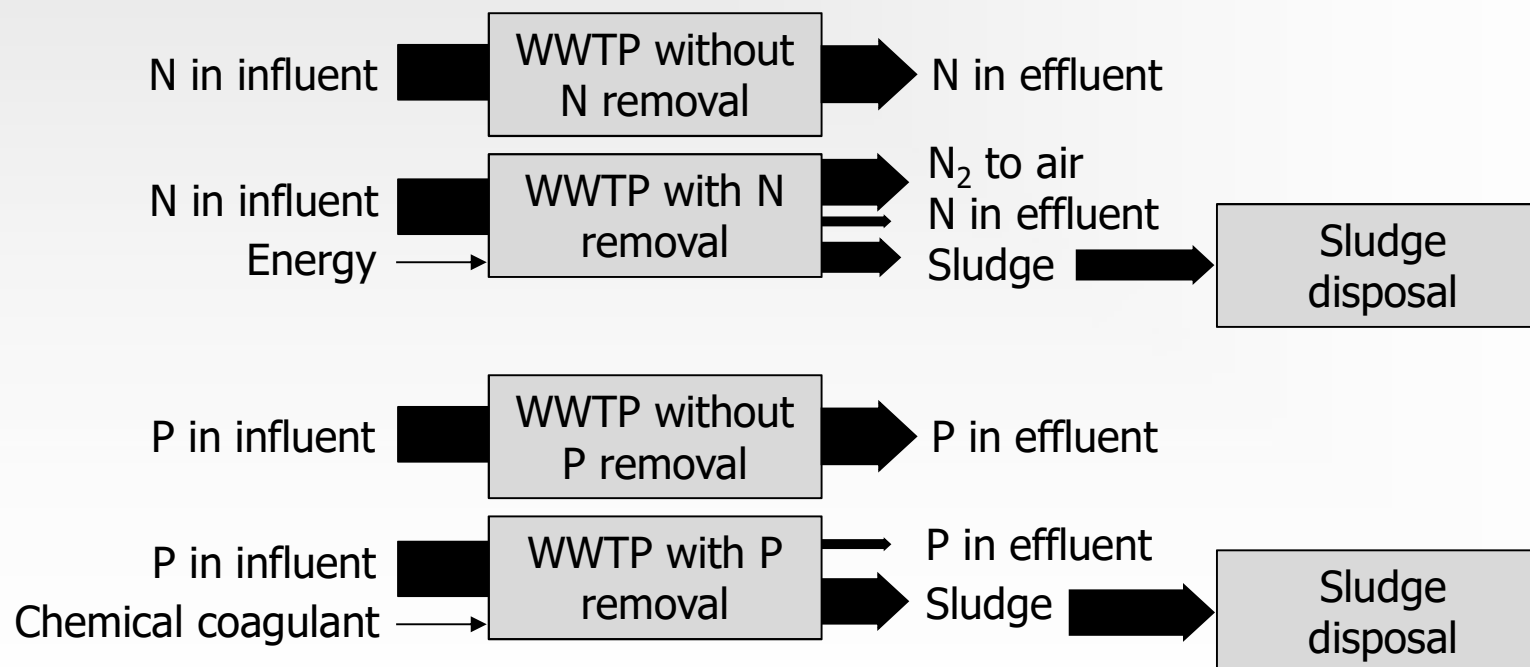 N in influent
WWTP without
N removal
N in effluent
N in influent
Energy
WWTP with N
removal
N₂ to air
N in effluent
Sludge
Sludge
disposal
P in influent
WWTP without
P removal
P in effluent
P in influent
Chemical coagulant
WWTP with P
removal
P in effluent
Sludge
Sludge
disposal